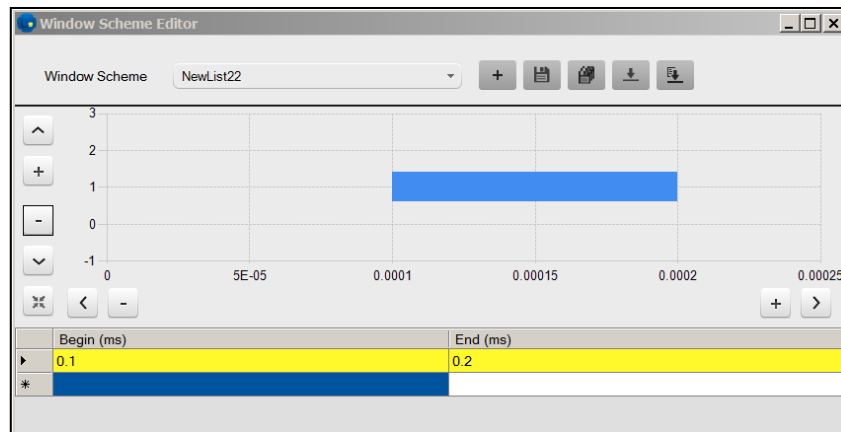 Window Scheme Editor
Window Scheme NewList22
3
2
1
0
-1
0 5E-05 0.0001 0.00015 0.0002 0.00025
Begin (ms) End (ms)
0.1 0.2